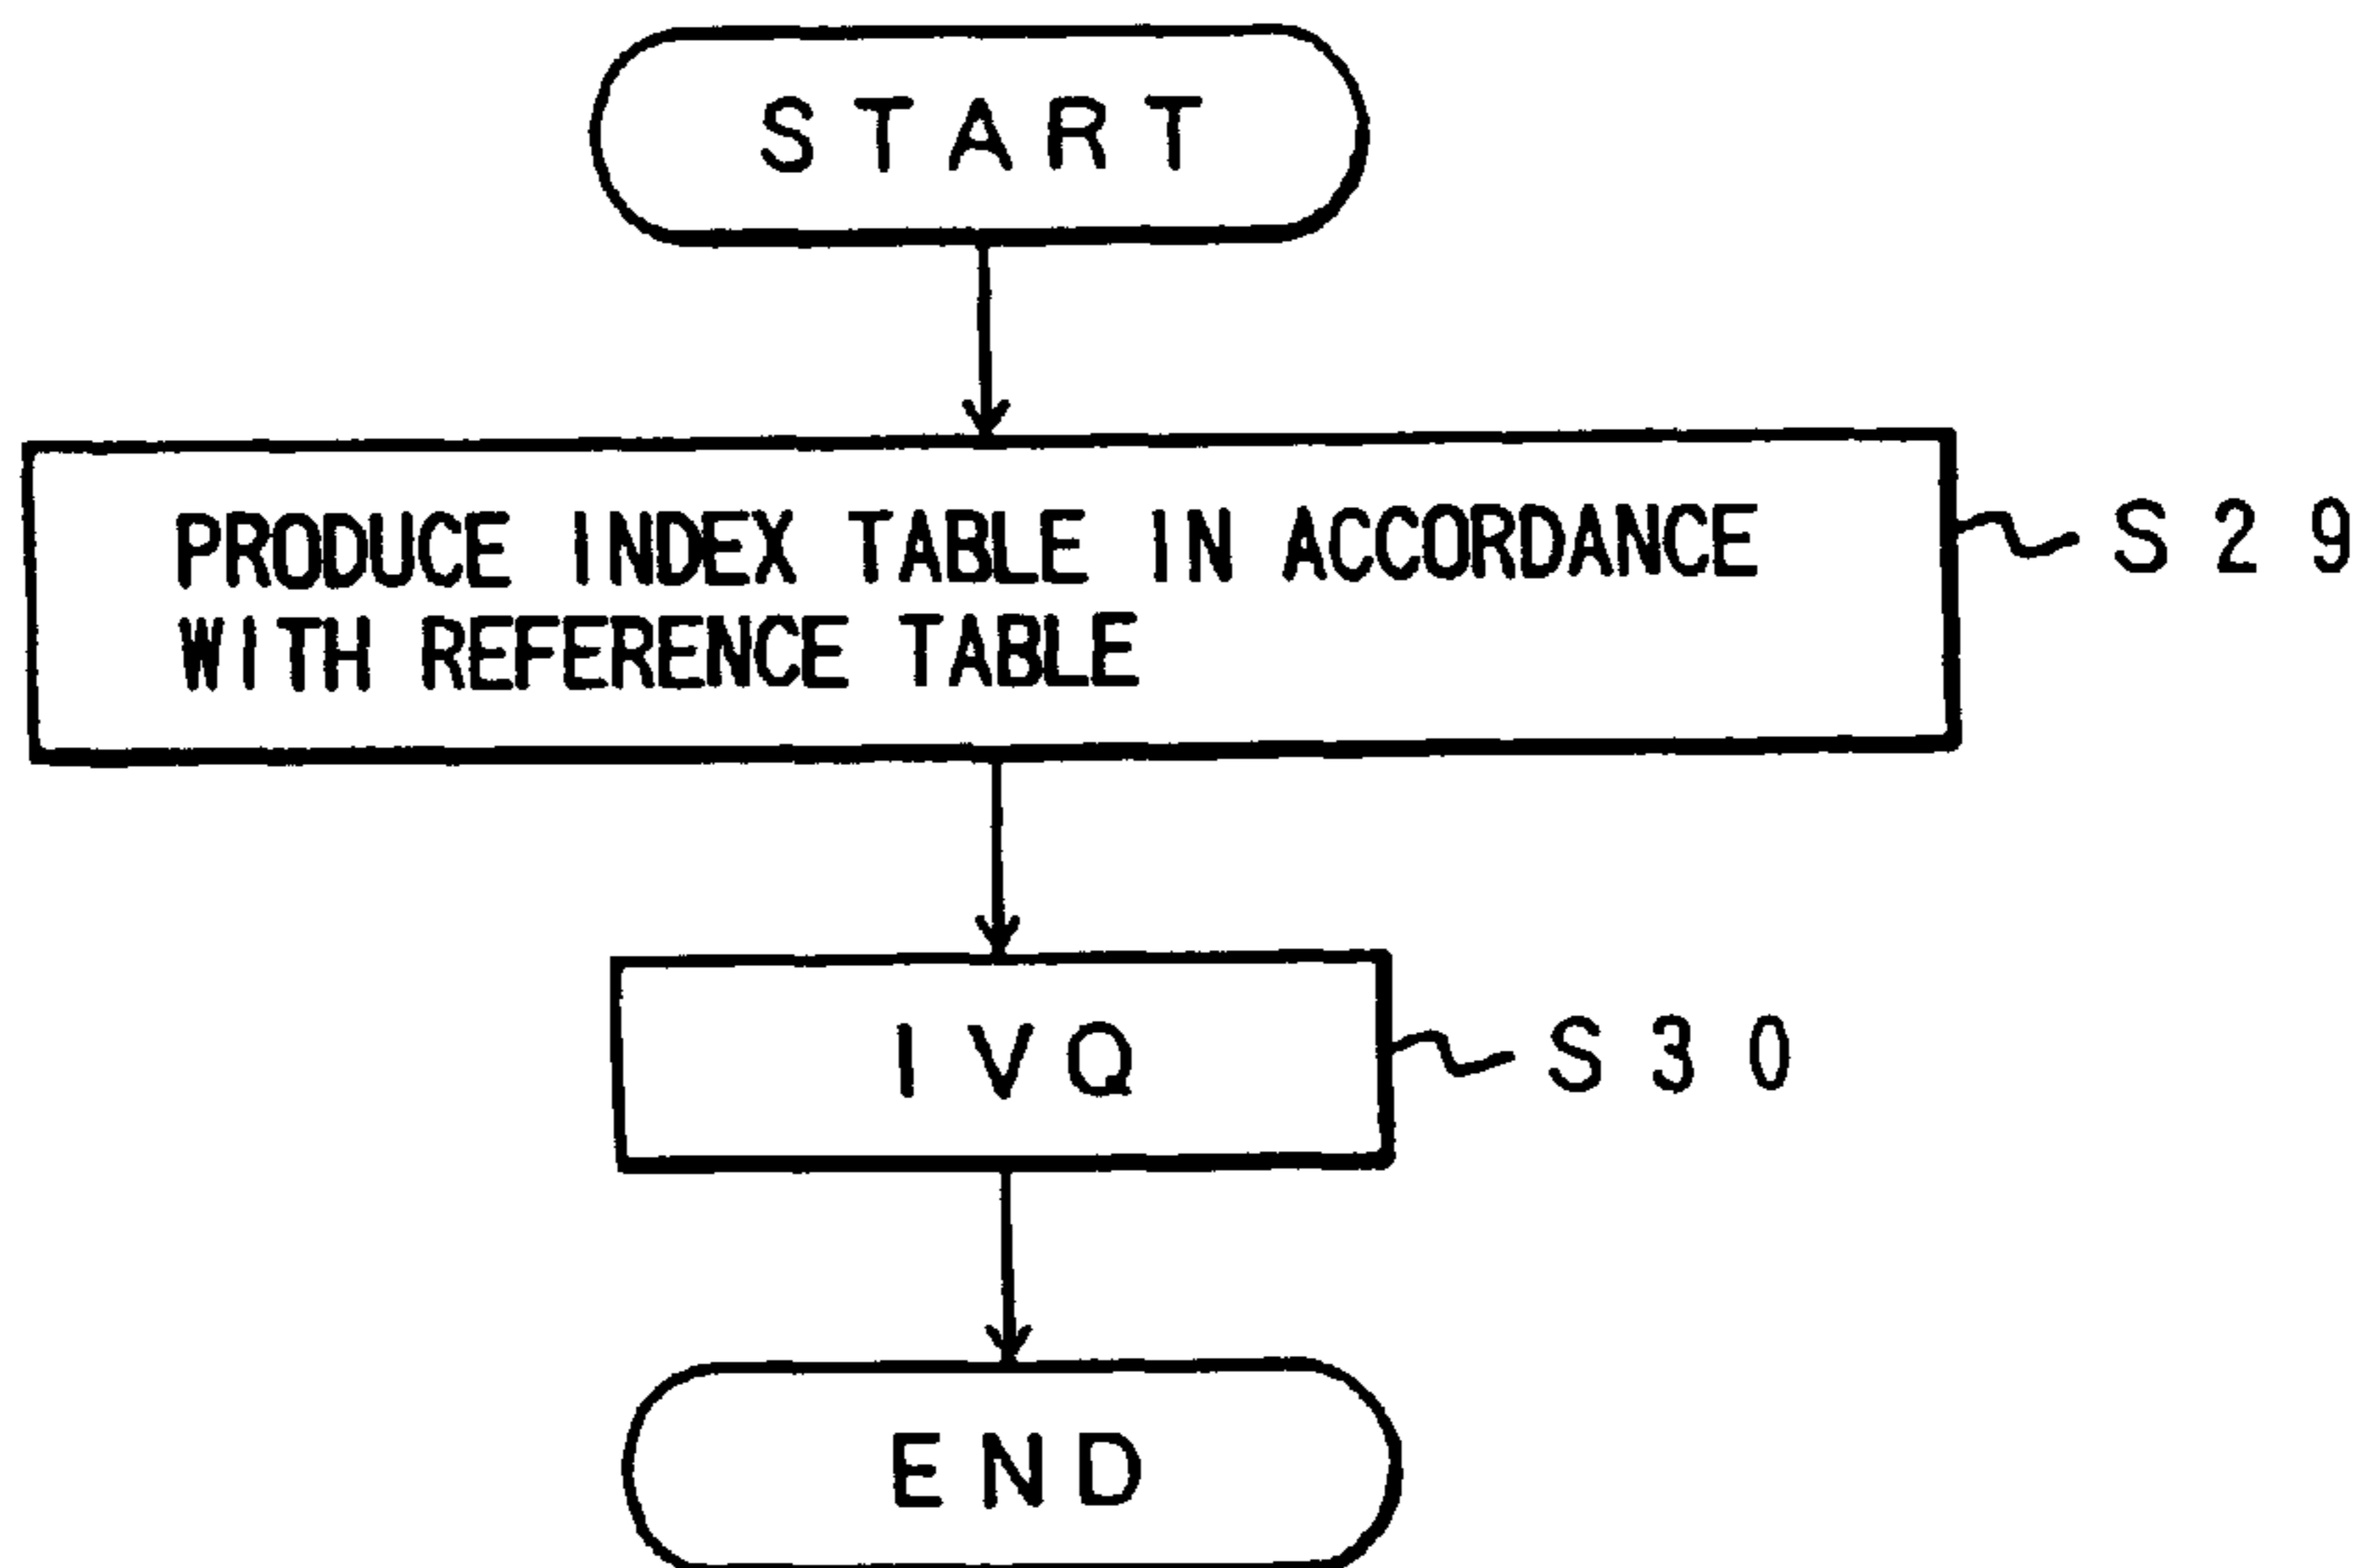 START
PRODUCE INDEX TABLE IN ACCORDANCE
WITH REFERENCE TABLE
S29
IVQ
S30
END